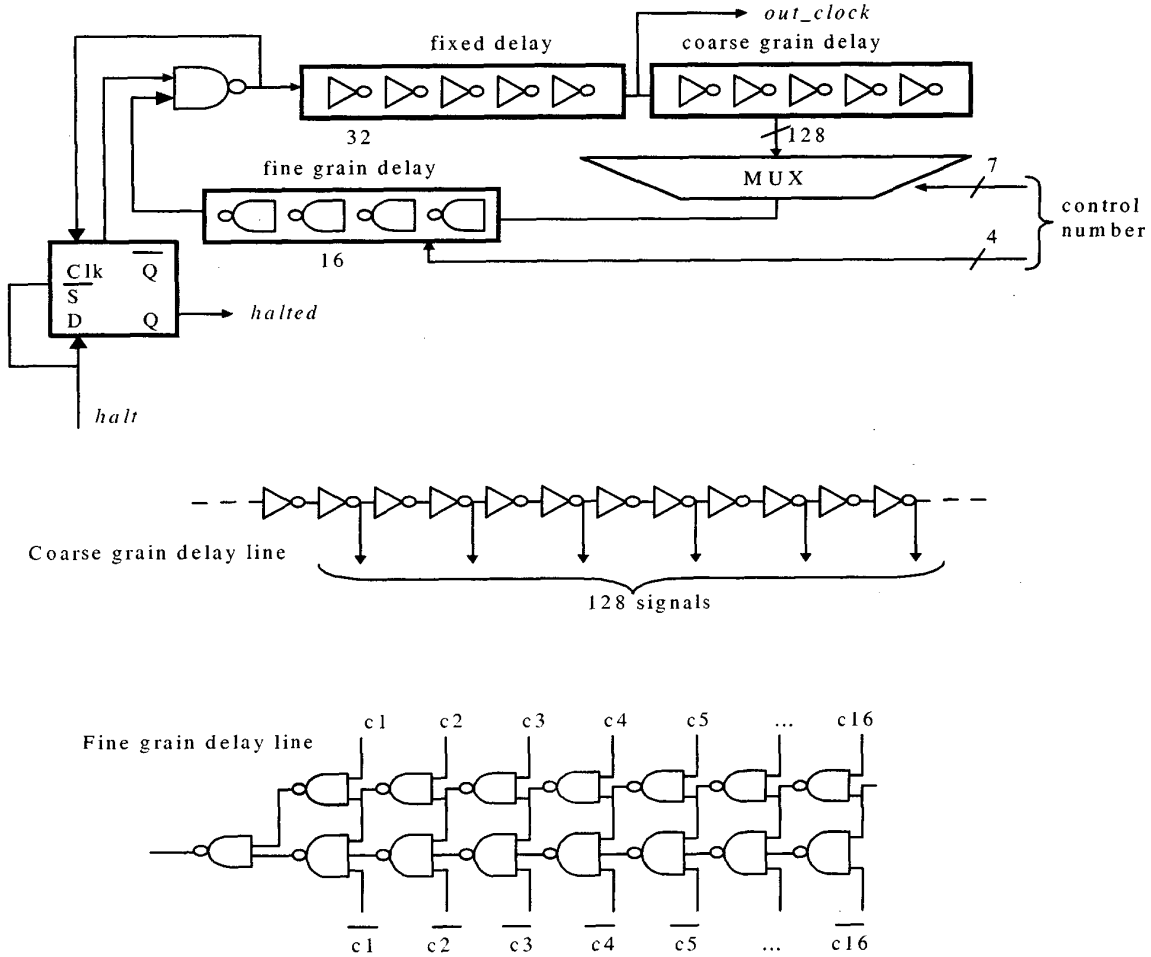 out_clock
fixed delay
coarse grain delay
32
128
fine grain delay
MUX
7
control
number
16
4
Clk Q
S
D Q
halted
halt
Coarse grain delay line
128 signals
c1 c2 c3 c4 c5 ... c16
Fine grain delay line
c1 c2 c3 c4 c5 ... c16